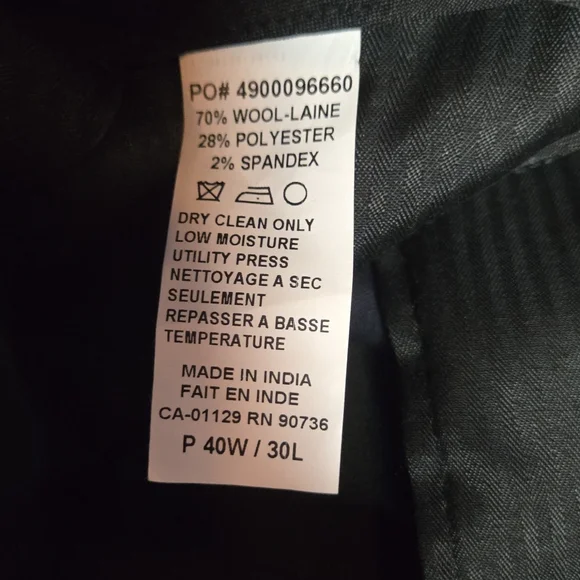 PO# 4900096660
70% WOOL-LAINE
28% POLYESTER
2% SPANDEX
DRY CLEAN ONLY
LOW MOISTURE
UTILITY PRESS
NETTOYAGE A SEC
SEULEMENT
REPASSER A BASSE
TEMPERATURE
MADE IN INDIA
FAIT EN INDE
CA-01129 RN 90736
P 40W / 30L